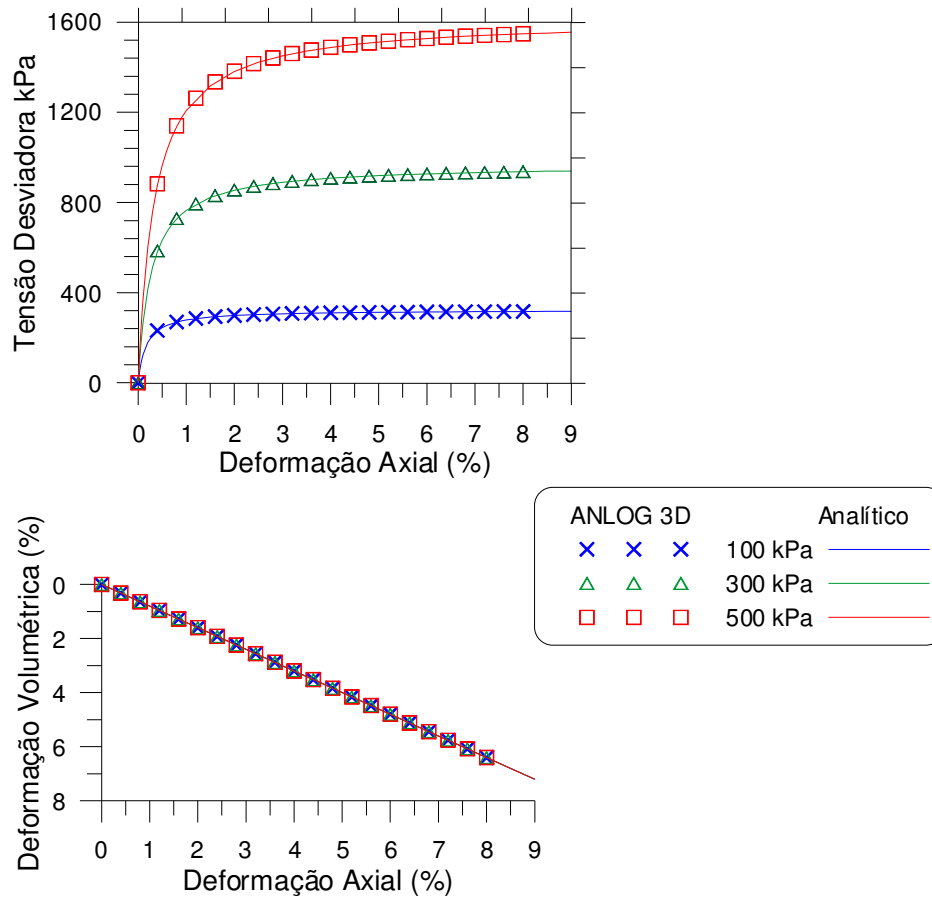 1600
1200
800
400
0
Tensão Desviadora kPa
0 1 2 3 4 5 6 7 8 9
Deformação Axial (%)
ANLOG 3D Analítico
100 kPa
300 kPa
500 kPa
0
2
4
6
8
Deformação Volumétrica (%)
0 1 2 3 4 5 6 7 8 9
Deformação Axial (%)